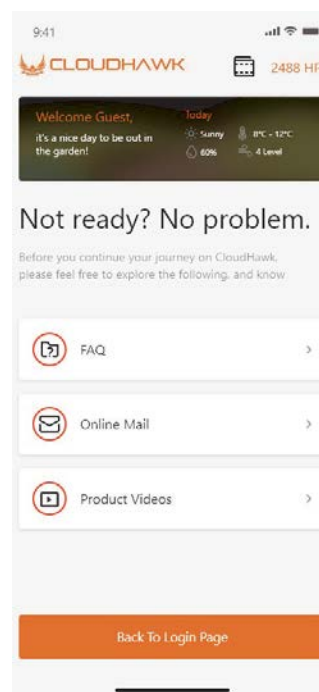 9:41
CLOUDHAWK
2488 HP
Welcome Guest,
it's a nice day to be out in
the garden!
Today
Sunny
8°C - 12°C
60%
4 Level
Not ready? No problem.
Before you continue your journey on CloudHawk,
please feel free to explore the following, and know
FAQ
Online Mail
Product Videos
Back To Login Page